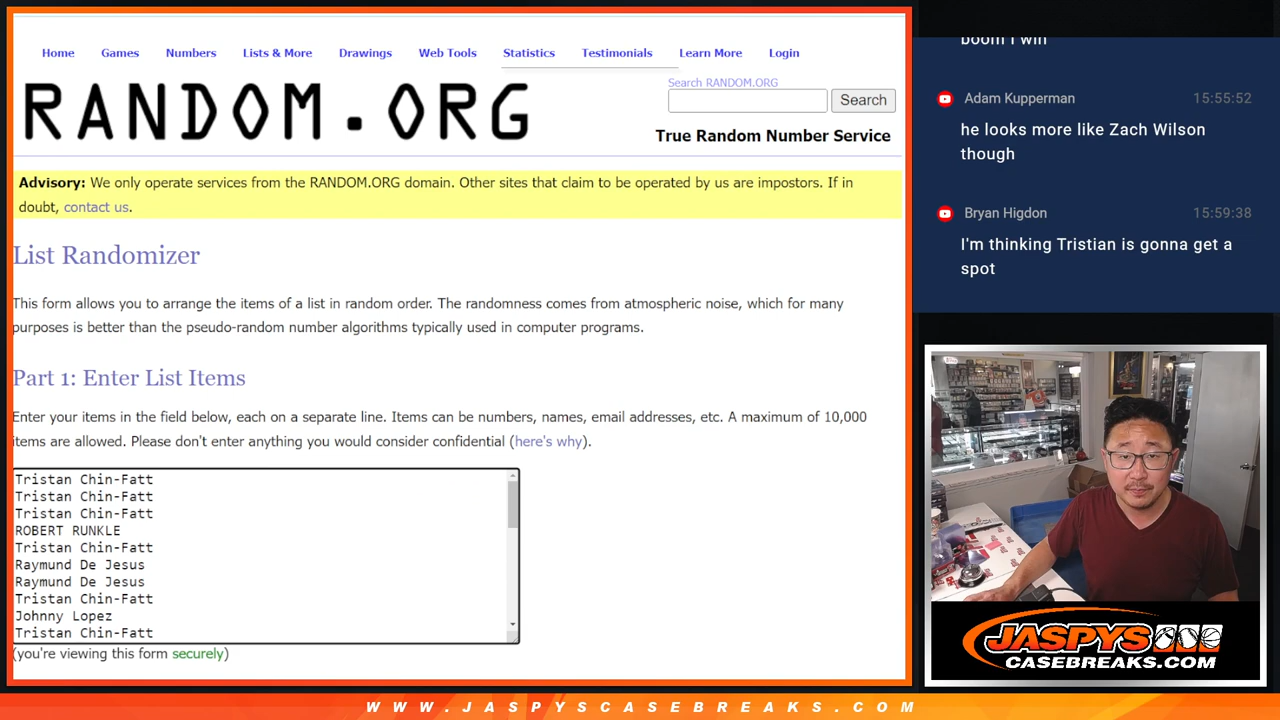 Home Games Numbers Lists & More Drawings Web Tools Statistics Testimonials Learn More Login
RANDOM.ORG
Search RANDOM.ORG
Search
True Random Number Service
Advisory: We only operate services from the RANDOM.ORG domain. Other sites that claim to be operated by us are impostors. If in
doubt, contact us.
List Randomizer
This form allows you to arrange the items of a list in random order. The randomness comes from atmospheric noise, which for many
purposes is better than the pseudo-random number algorithms typically used in computer programs.
Part 1: Enter List Items
Enter your items in the field below, each on a separate line. Items can be numbers, names, email addresses, etc. A maximum of 10,000
items are allowed. Please don't enter anything you would consider confidential (here's why).
Tristan Chin-Fatt
Tristan Chin-Fatt
Tristan Chin-Fatt
ROBERT RUNKLE
Tristan Chin-Fatt
Raymund De Jesus
Raymund De Jesus
Tristan Chin-Fatt
Johnny Lopez
Tristan Chin-Fatt
(you're viewing this form securely)
boom I win
Adam Kupperman 15:55:52
he looks more like Zach Wilson
though
Bryan Higdon 15:59:38
I'm thinking Tristian is gonna get a
spot
JASPYS
CASEBREAKS.COM
WWW.JASPYSCASEBREAKS.COM